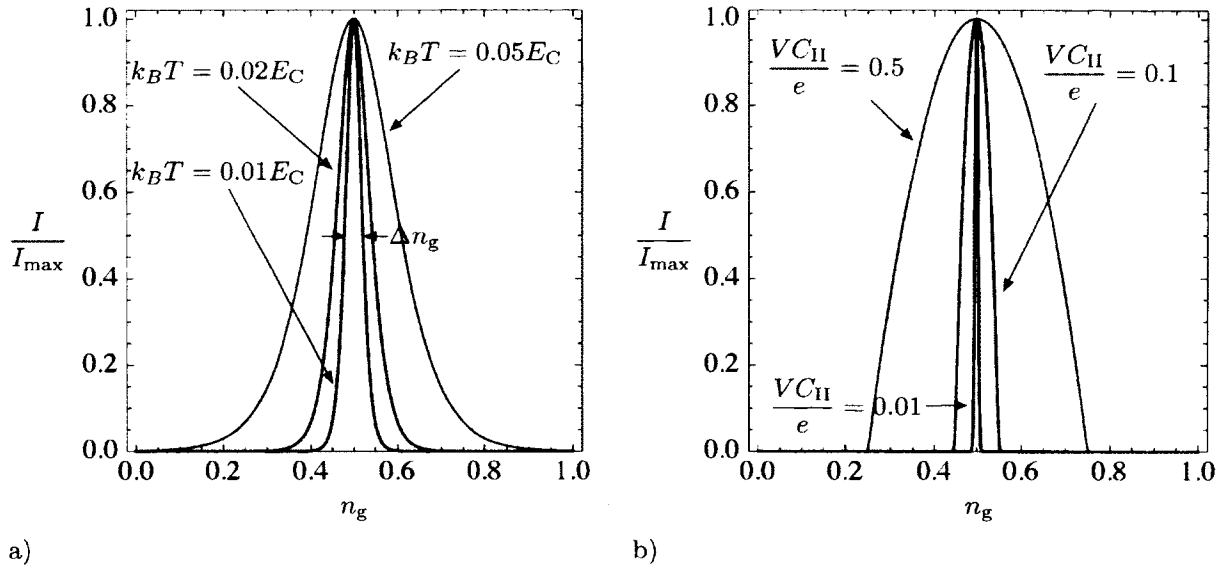 1.0
0.8
0.6
0.4
0.2
0.0
I
I_max
k_B T = 0.02E_C
k_B T = 0.05E_C
k_B T = 0.01E_C
Δn_g
0.0 0.2 0.4 0.6 0.8 1.0
n_g
a)
1.0
0.8
0.6
0.4
0.2
0.0
I
I_max
VC_II
e = 0.5
VC_II
e = 0.1
VC_II
e = 0.01
0.0 0.2 0.4 0.6 0.8 1.0
n_g
b)